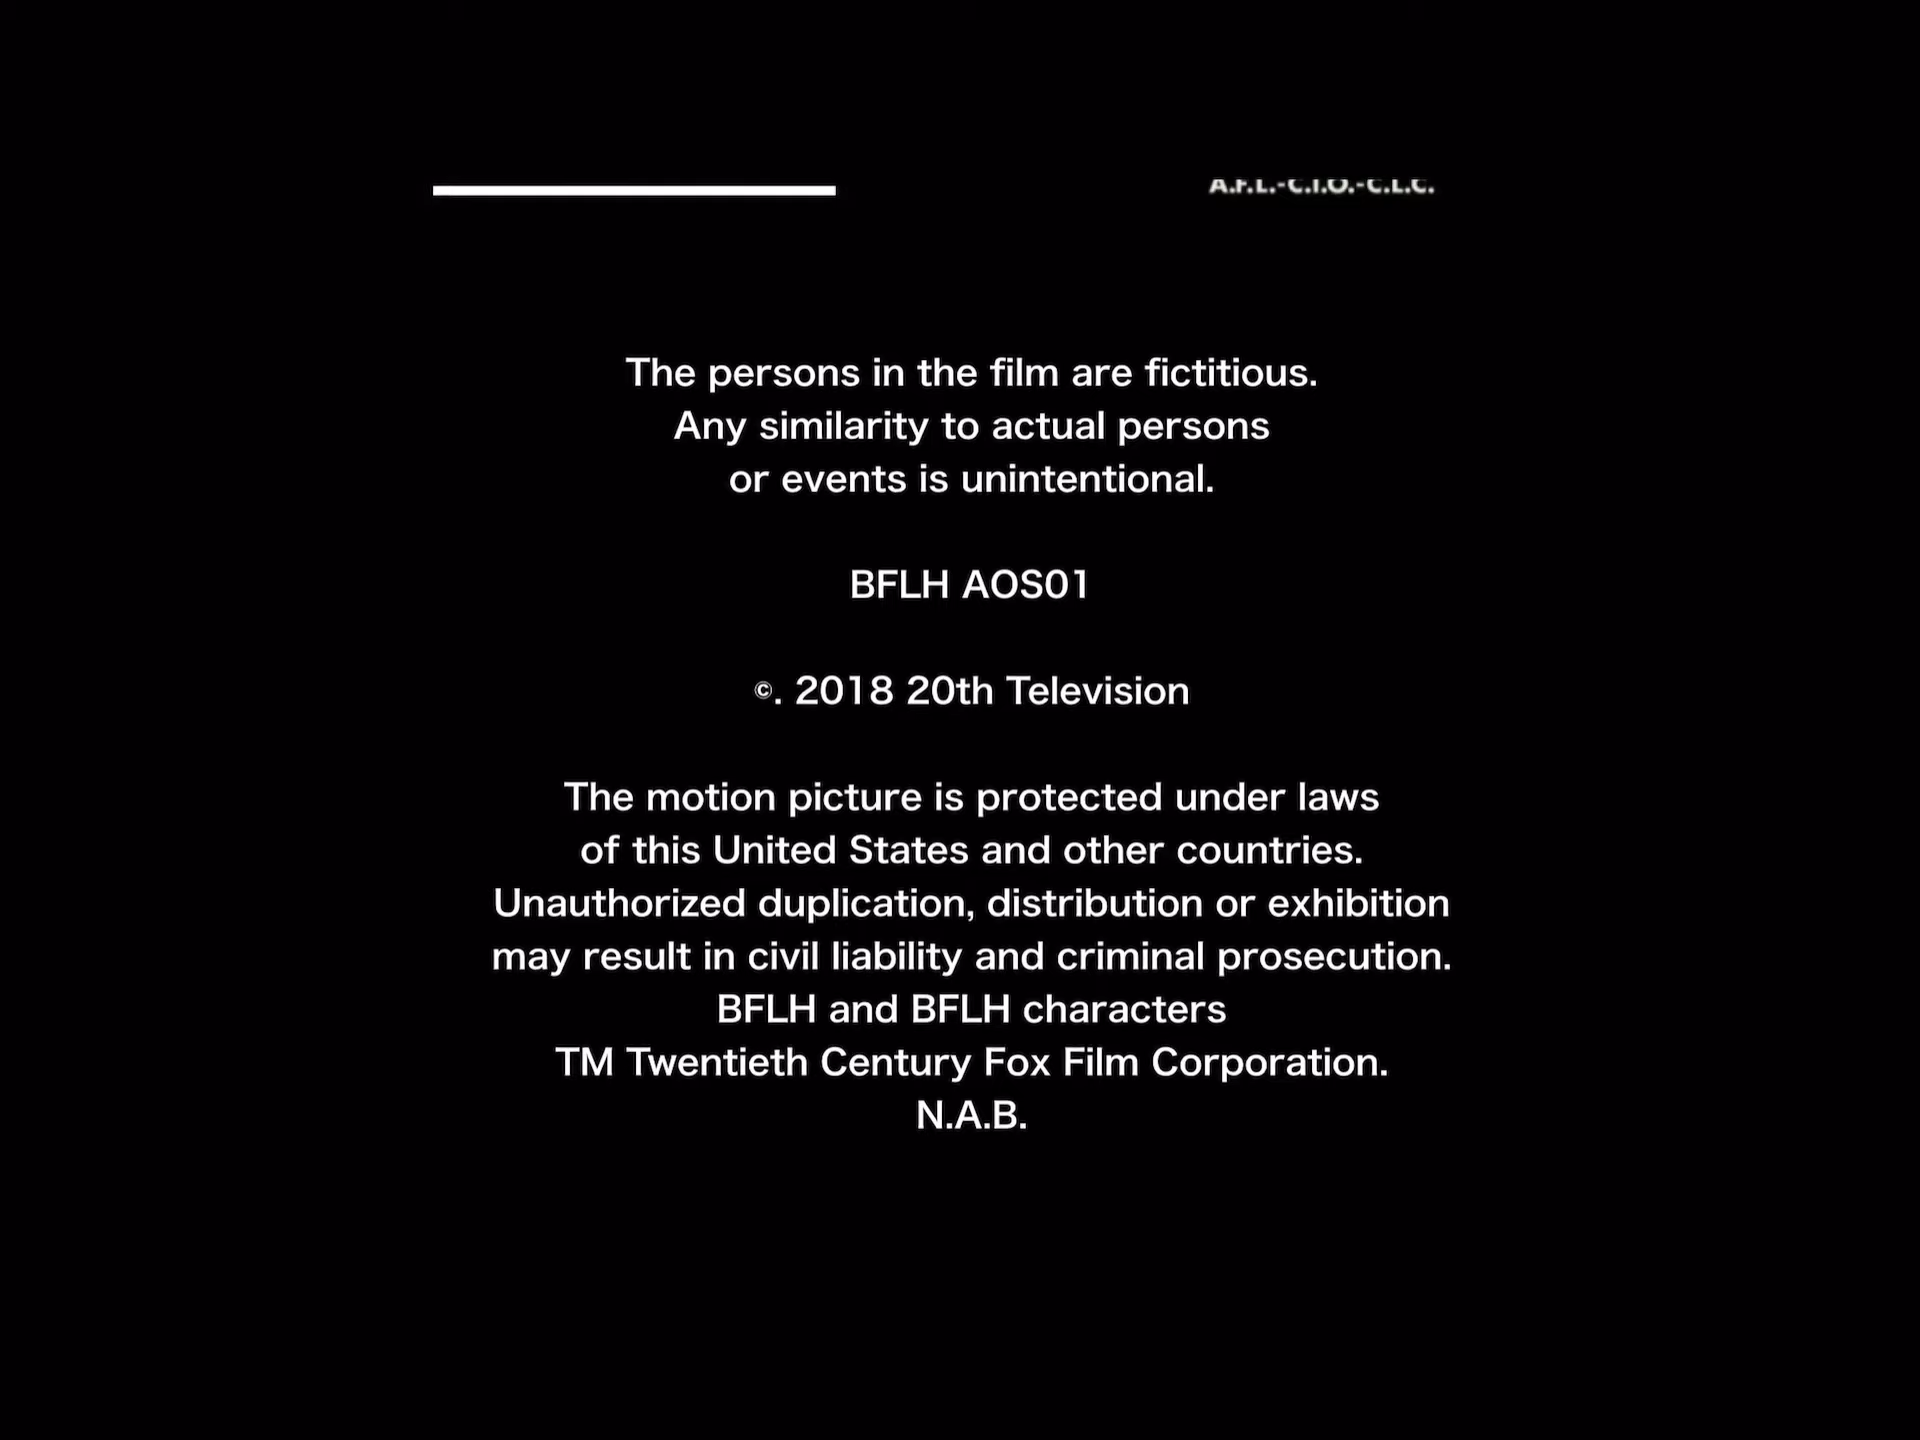 A.F.L.-C.I.O.-C.L.C.
The persons in the film are fictitious.
Any similarity to actual persons
or events is unintentional.
BFLH AOS01
©. 2018 20th Television
The motion picture is protected under laws
of this United States and other countries.
Unauthorized duplication, distribution or exhibition
may result in civil liability and criminal prosecution.
BFLH and BFLH characters
TM Twentieth Century Fox Film Corporation.
N.A.B.